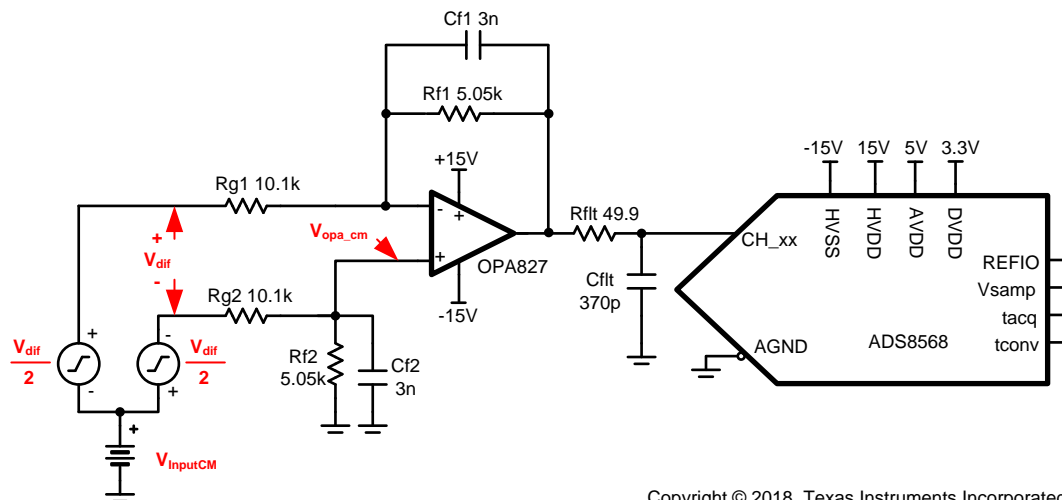 Cf1 3n
Rf1 5.05k
+15V
Rg1 10.1k
-
+
Vopa_cm
+
-
+
OPA827
-15V
+
Vdif
-
Rg2 10.1k
+
-
Vdif
2
-
+
Vdif
2
Rf2
5.05k
Cf2
3n
+
VInputCM
Rflt 49.9
Cflt
370p
-15V 15V 5V 3.3V
HVSS
HVDD
AVDD
DVDD
CH_xx
REFIO
Vsamp
tacq
tconv
ADS8568
AGND
Copyright © 2018, Texas Instruments Incorporated